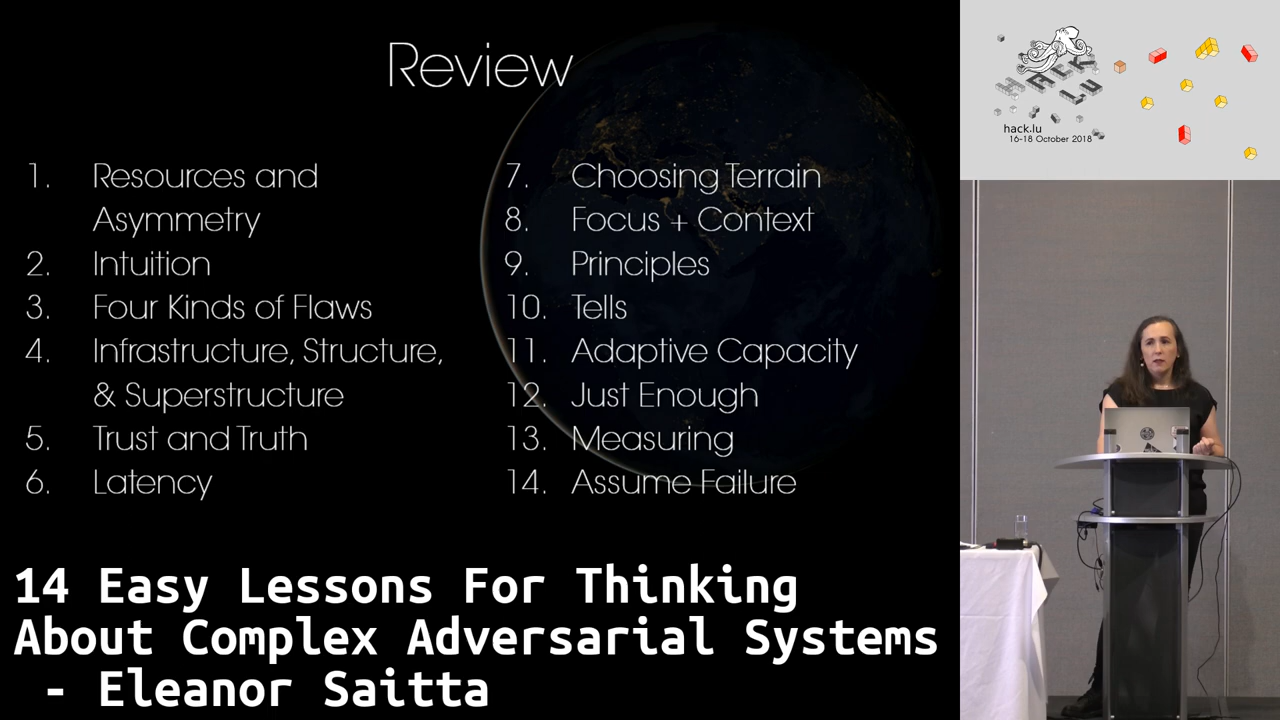 Review
1. Resources and
Asymmetry
2. Intuition
3. Four Kinds of Flaws
4. Infrastructure, Structure,
& Superstructure
5. Trust and Truth
6. Latency
7. Choosing Terrain
8. Focus + Context
9. Principles
10. Tells
11. Adaptive Capacity
12. Just Enough
13. Measuring
14. Assume Failure
14 Easy Lessons For Thinking
About Complex Adversarial Systems
- Eleanor Saitta
HACK
LU
hack.lu
16-18 October 2018